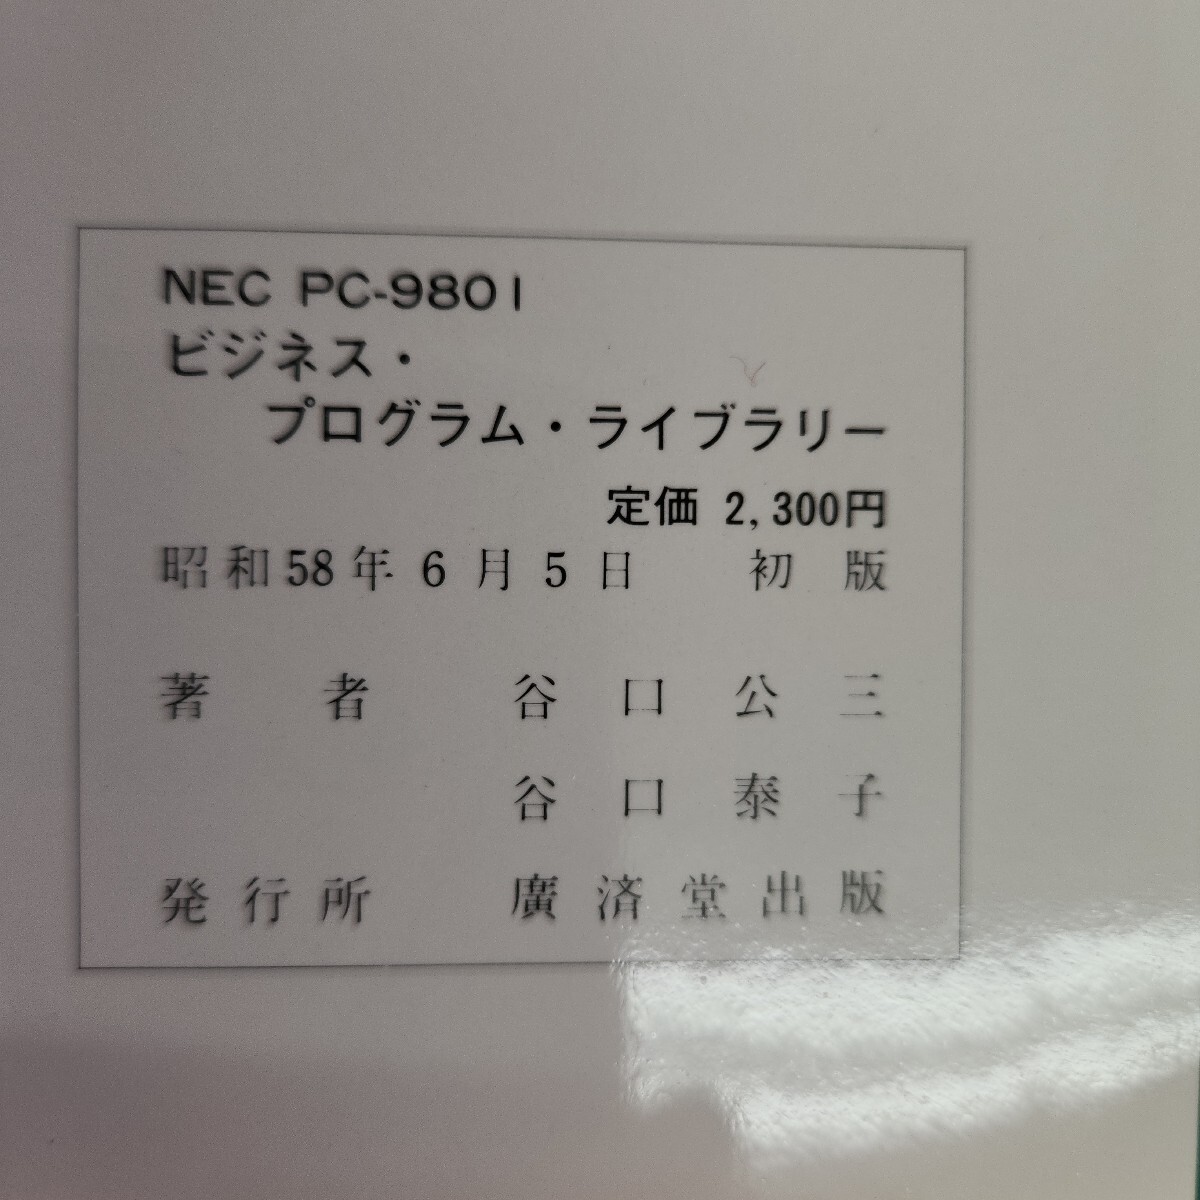 NEC PC-9801
ビジネス・
プログラム・ライブラリー
定価 2,300円
昭和58年6月5日 初版
著者 谷口公三
谷口泰子
発行所 廣済堂出版